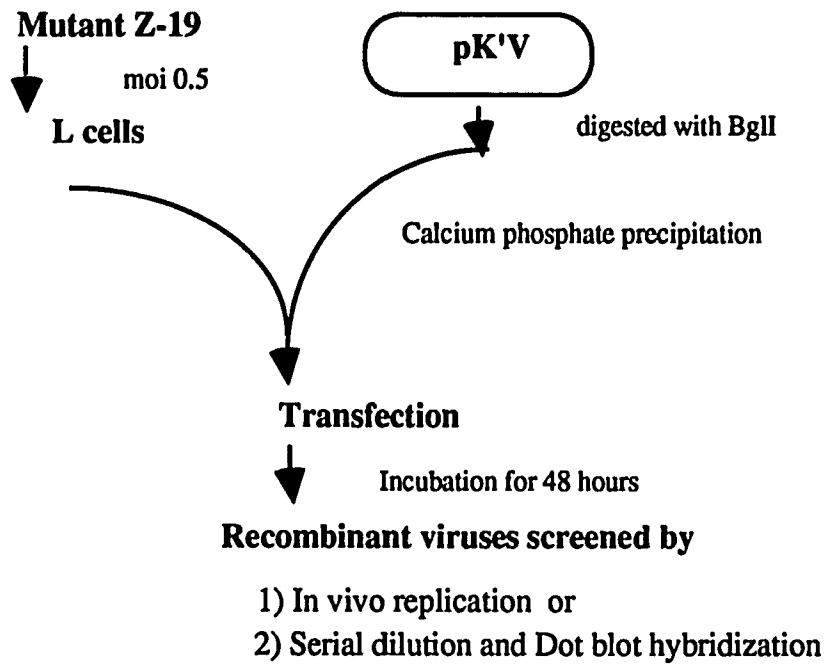 Mutant Z-19
moi 0.5
L cells
pK'V
digested with BglI
Calcium phosphate precipitation
Transfection
Incubation for 48 hours
Recombinant viruses screened by
1) In vivo replication or
2) Serial dilution and Dot blot hybridization